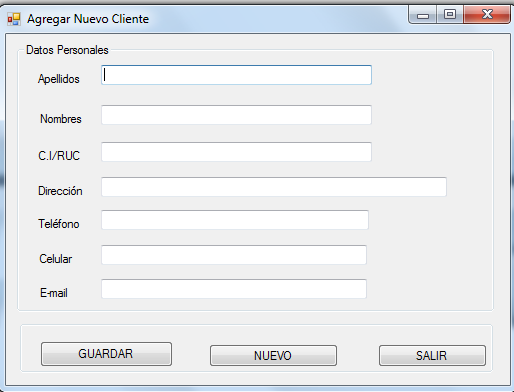 Agregar Nuevo Cliente
Datos Personales
Apellidos
Nombres
C.I/RUC
Dirección
Teléfono
Celular
E-mail
GUARDAR NUEVO SALIR